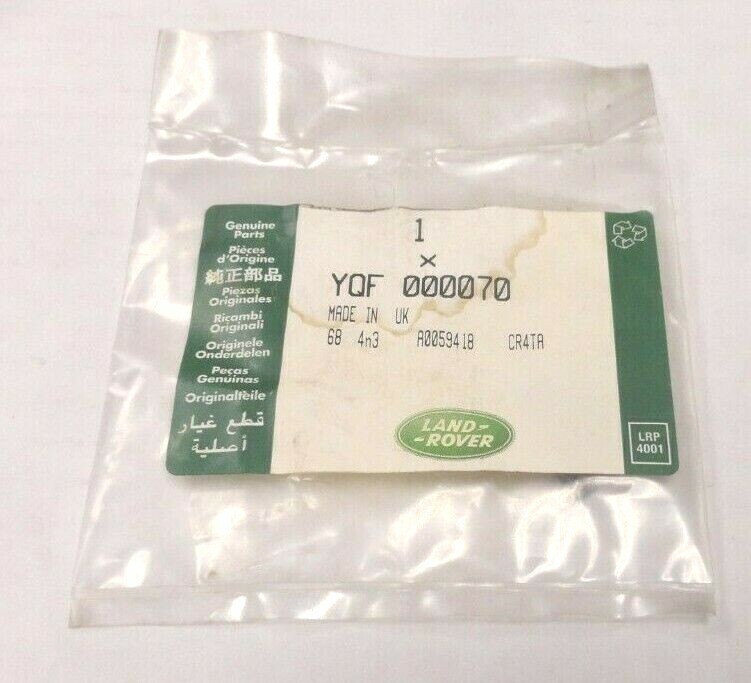 Genuine
Parts
Pièces
d'Origine
純正部品
Piezas
Originales
Ricambi
Originali
Originele
Onderdelen
Peças
Genuinas
Originalteile
قطع غيار
أصلية
1
x
YQF 000070
MADE IN UK
68 4n3 A0059418 CR4TA
LAND-
-ROVER
LRP
4001